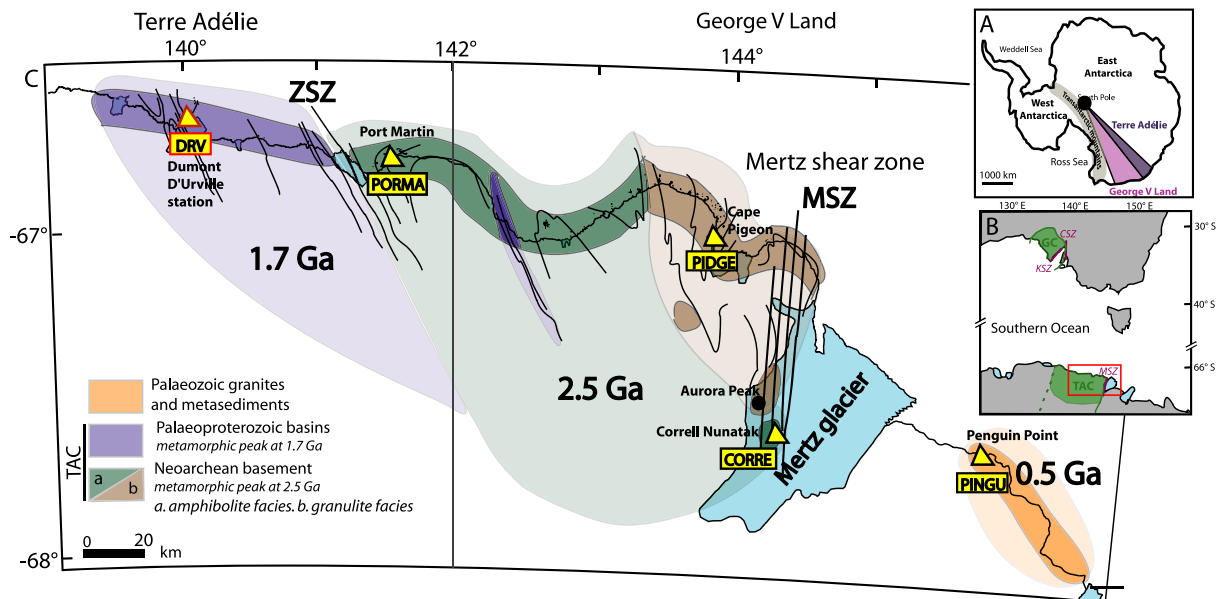 Terre Adélie
George V Land
140°
142°
144°
C
ZSZ
Port Martin
DRV
Dumont
D'Urville
station
PORMA
Mertz shear zone
MSZ
Cape
Pigeon
PIDGE
-67°
1.7 Ga
2.5 Ga
Aurora Peak
Correll Nunatak
CORRE
Mertz glacier
Penguin Point
PINGU
0.5 Ga
-68°
Palaeozoic granites
and metasediments
TAC
Palaeoproterozoic basins
metamorphic peak at 1.7 Ga
a
b
Neoarchean basement
metamorphic peak at 2.5 Ga
a. amphibolite facies. b. granulite facies
0
20
km
A
Weddell Sea
East
Antarctica
South Pole
West
Antarctica
Transantarctic mountains
Terre Adélie
Ross Sea
1000 km
George V Land
130°E
140°E
150°E
B
30° S
CSZ
GC
KSZ
40° S
Southern Ocean
66°S
MSZ
TAC